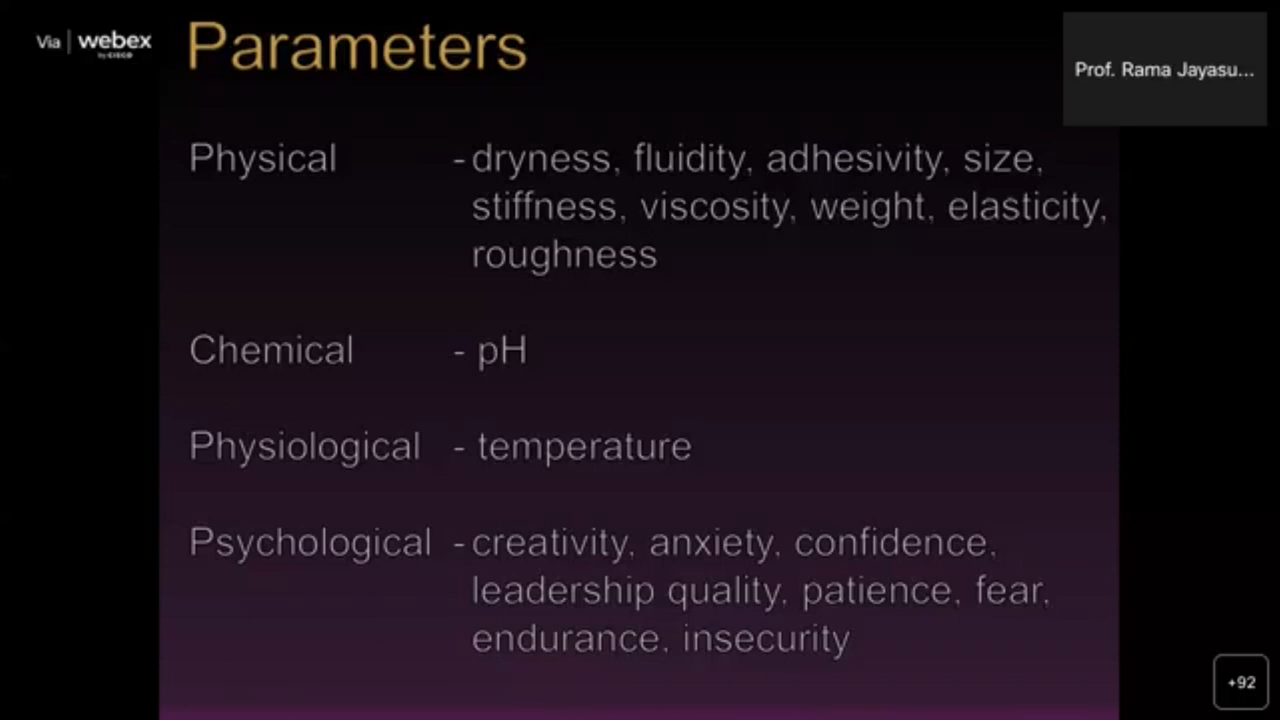 Via | webex
by CISCO
Parameters
Prof. Rama Jayasu...
Physical - dryness, fluidity, adhesivity, size,
stiffness, viscosity, weight, elasticity,
roughness
Chemical - pH
Physiological - temperature
Psychological - creativity, anxiety, confidence,
leadership quality, patience, fear,
endurance, insecurity
+92